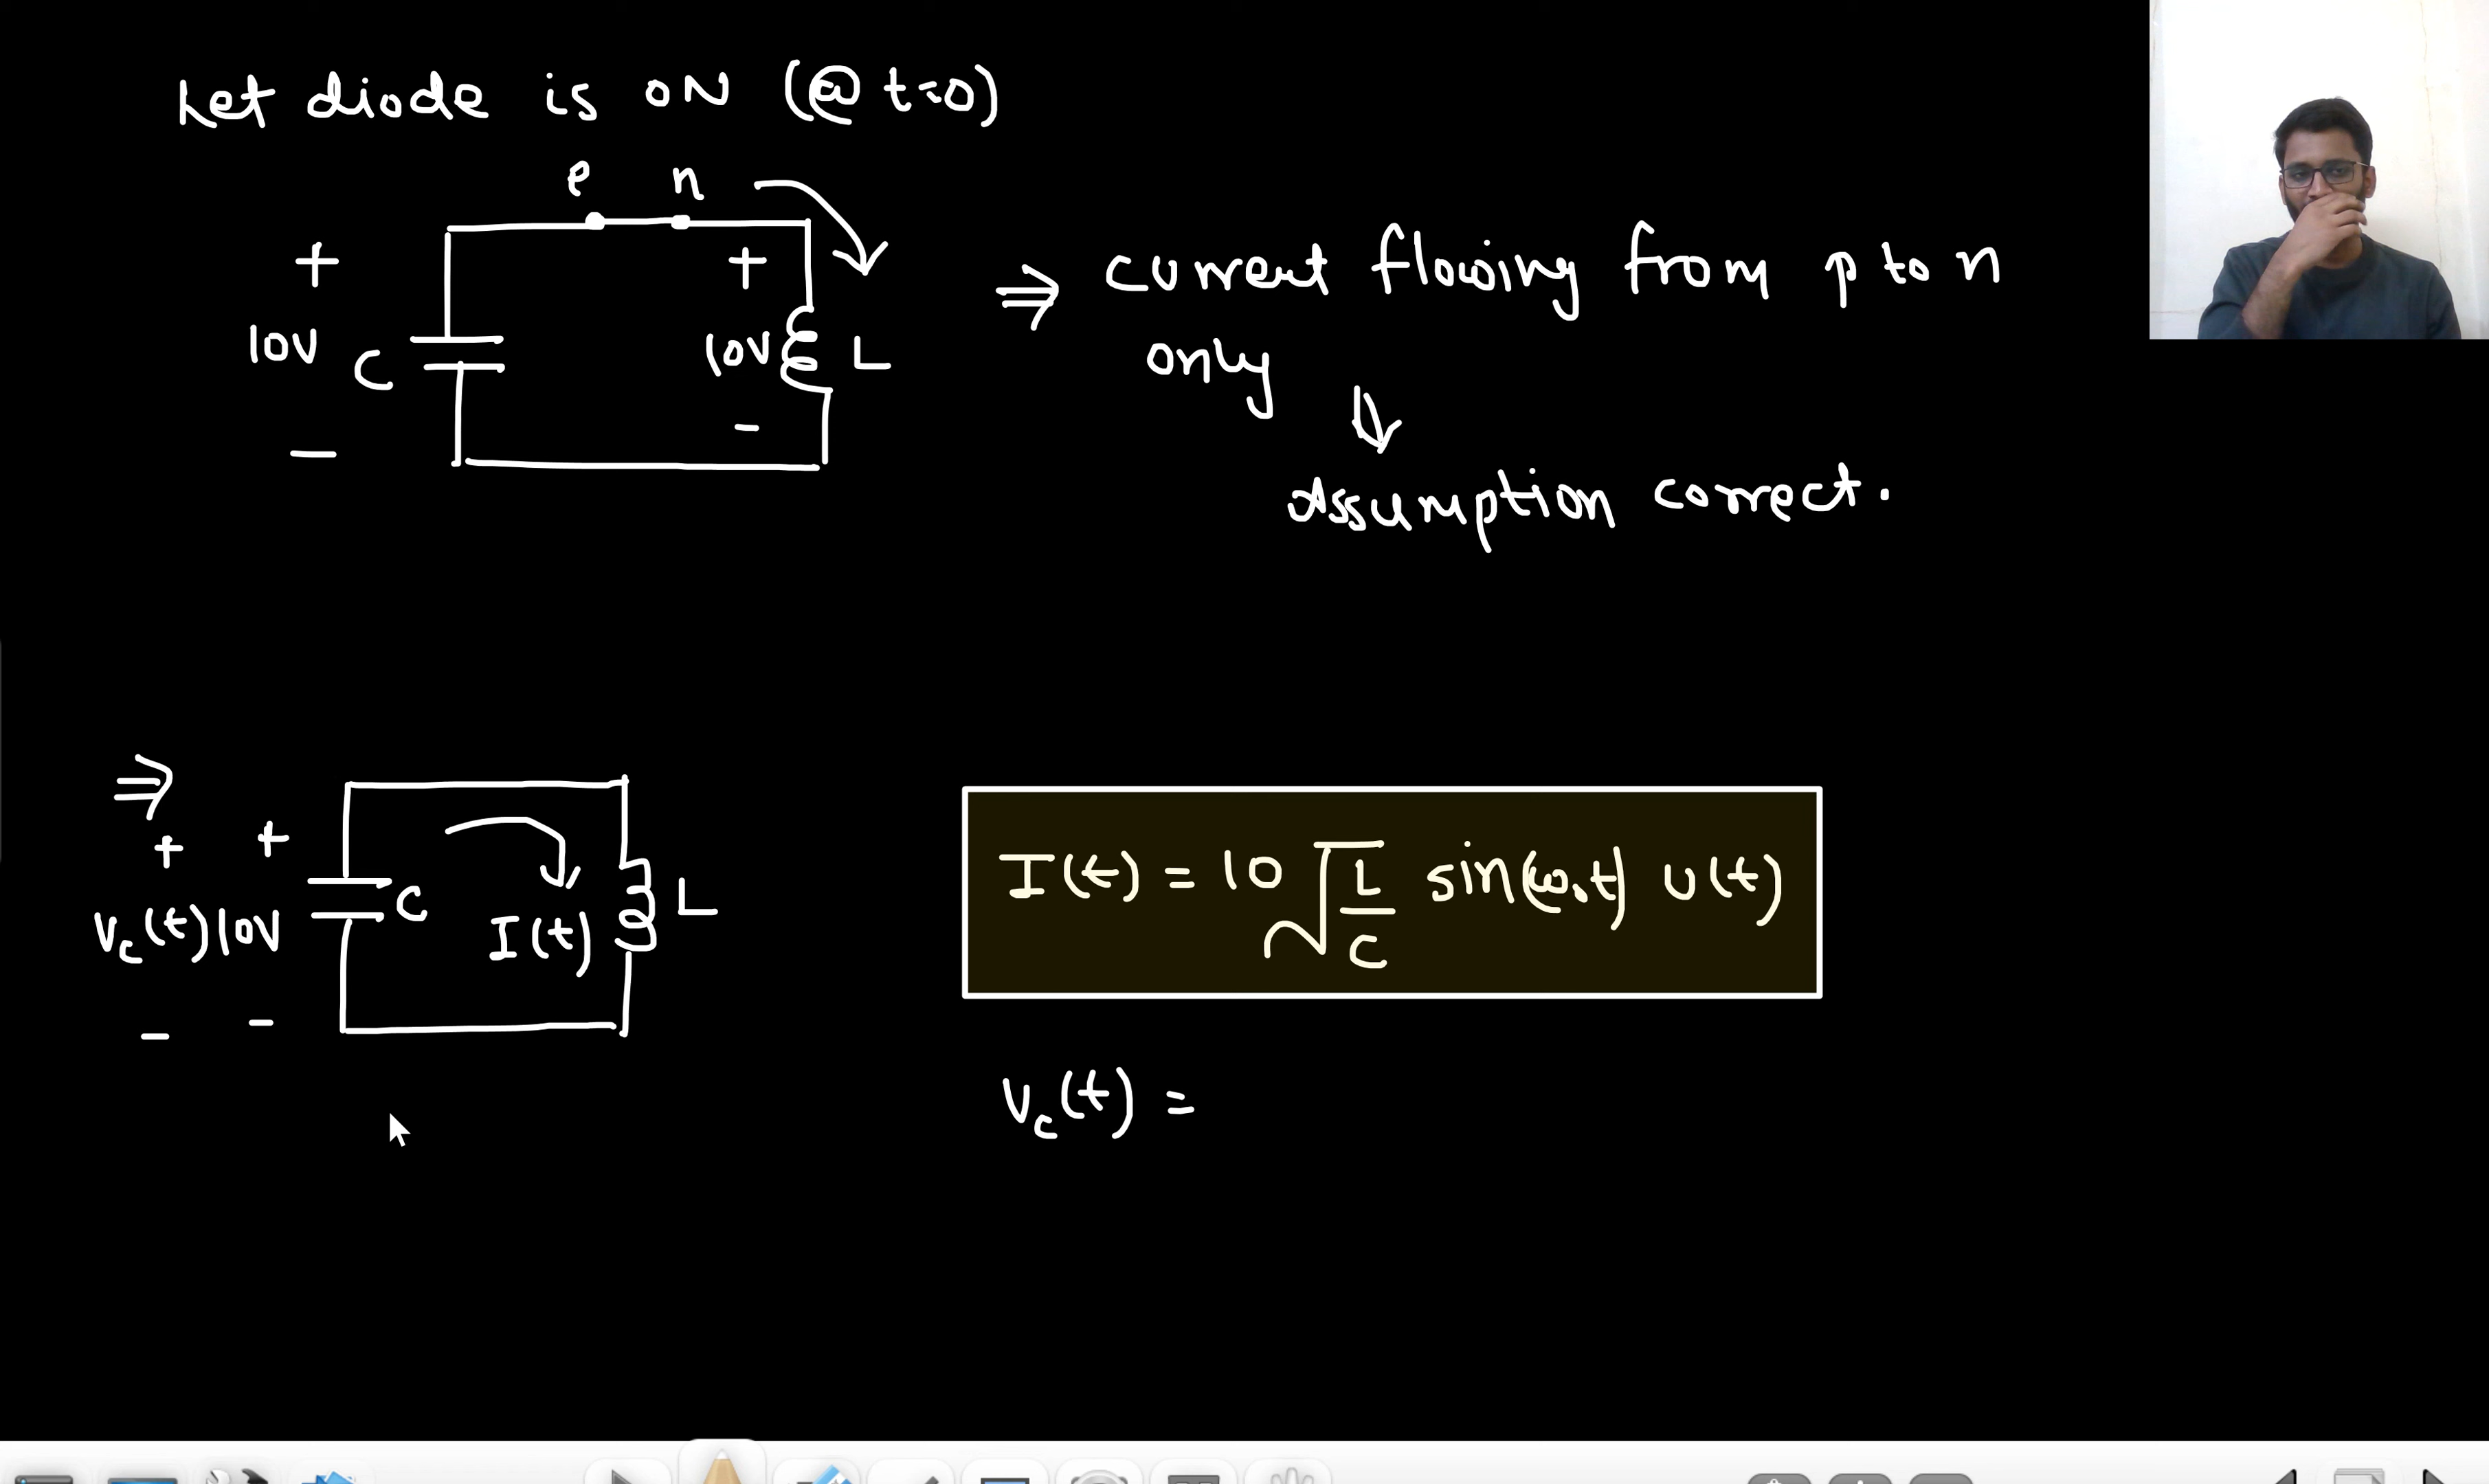 Let diode is ON (@ t=0)
p n
+ +
10V C 10V L
- -
⇒ current flowing from p to n
only
⇓
Assumption correct.
⇒
+ +
Vc(t) 10V C I(t) L
- -
I(t) = 10 √(L/C) sin(ω₀t) u(t)
Vc(t) =